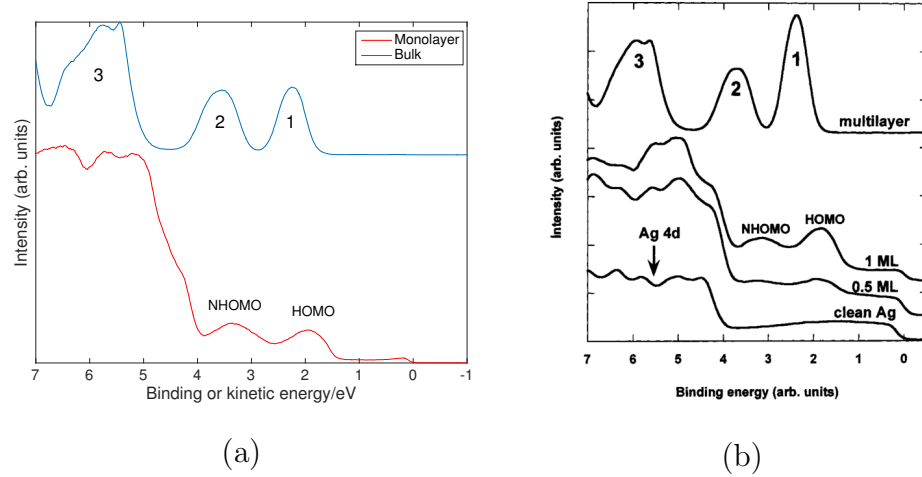 Monolayer
Bulk
3
2
1
NHOMO
HOMO
Intensity (arb. units)
7 6 5 4 3 2 1 0 -1
Binding or kinetic energy/eV
(a)
3
2
1
multilayer
NHOMO
HOMO
Ag 4d
1 ML
0.5 ML
clean Ag
Intensity (arb. units)
7 6 5 4 3 2 1 0
Binding energy (arb. units)
(b)